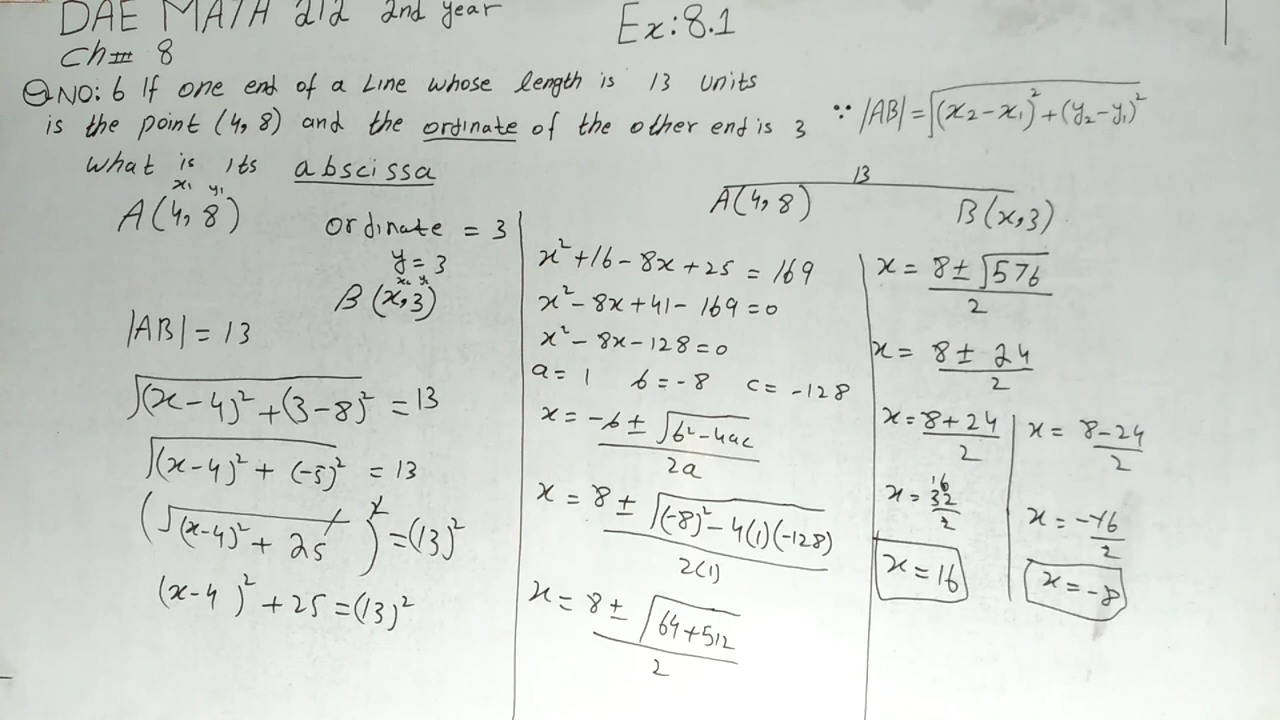 DAE MATH 212 2nd year
Ex: 8.1
Ch# 8
QNO: 6 If one end of a Line whose length is 13 units
is the point (4, 8) and the ordinate of the other end is 3
what is its abscissa
∵ |AB| = √(x₂ - x₁)² + (y₂ - y₁)²
13
A(4, 8) B(x, 3)
x₁ y₁
A(4, 8)
ordinate = 3
y = 3
x₂ y₂
B(x, 3)
|AB| = 13
√(x - 4)² + (3 - 8)² = 13
√(x - 4)² + (-5)² = 13
(√(x - 4)² + 25)² = (13)²
(x - 4)² + 25 = (13)²
x² + 16 - 8x + 25 = 169
x² - 8x + 41 - 169 = 0
x² - 8x - 128 = 0
a = 1 b = -8 c = -128
x = -b ± √b² - 4ac / 2a
x = 8 ± √(-8)² - 4(1)(-128) / 2(1)
x = 8 ± √64 + 512 / 2
x = 8 ± √576 / 2
x = 8 ± 24 / 2
x = 8 + 24 / 2
x = 32 / 2
16
x = 16
x = 8 - 24 / 2
x = -16 / 2
x = -8